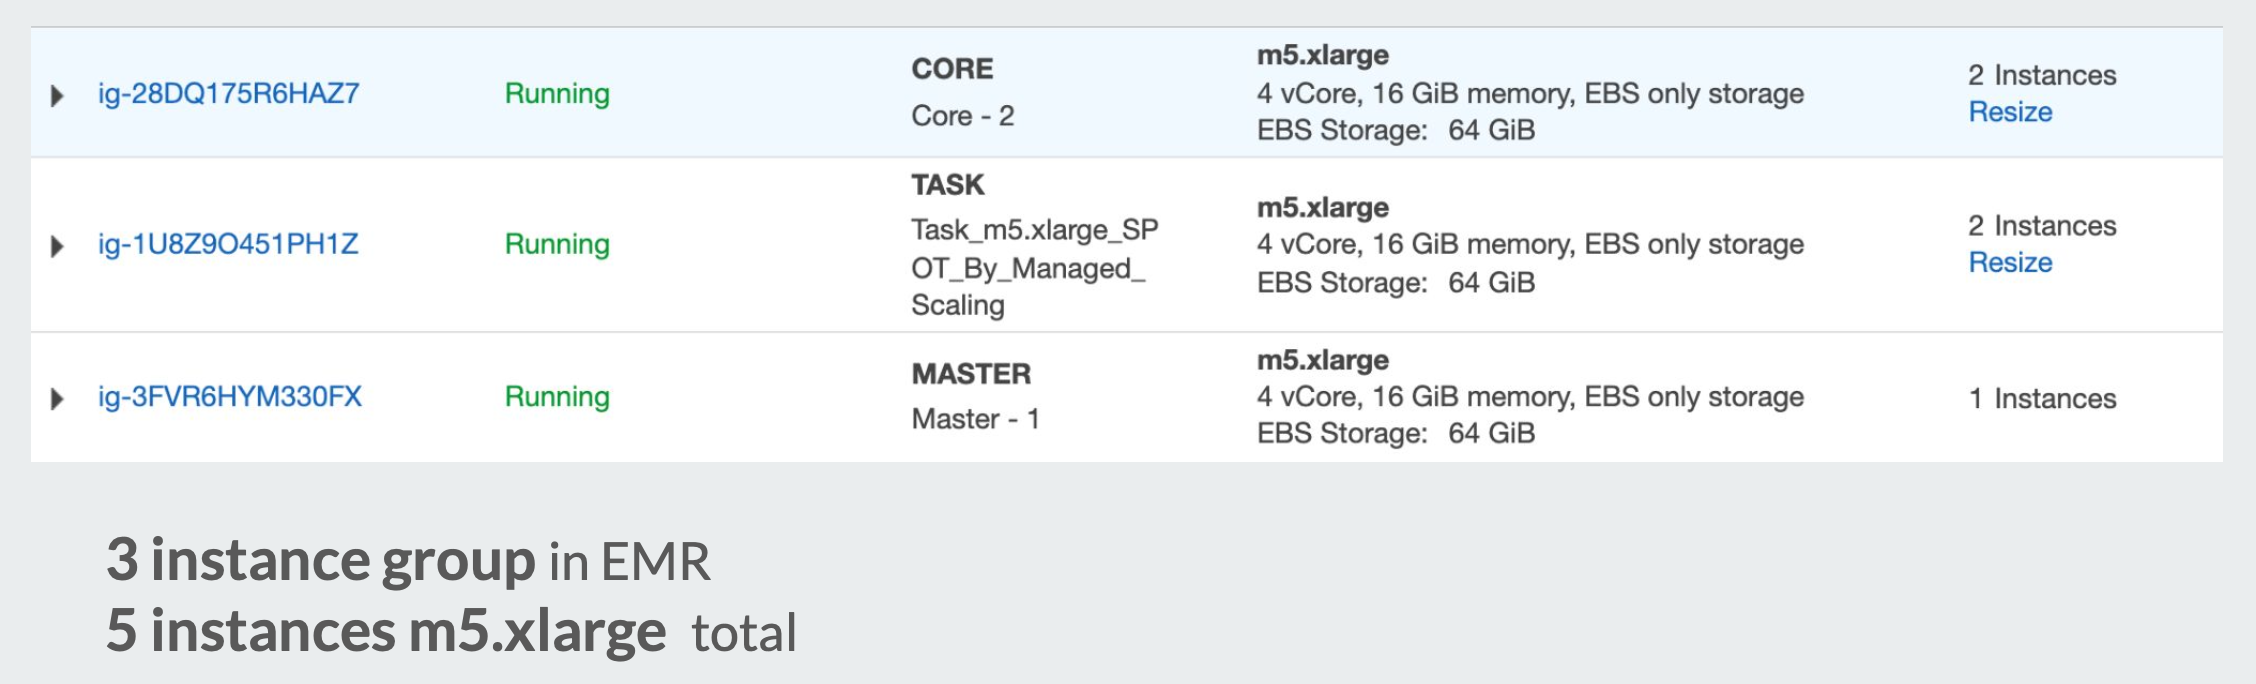 ig-28DQ175R6HAZ7
Running
CORE
Core - 2
m5.xlarge
4 vCore, 16 GiB memory, EBS only storage
EBS Storage: 64 GiB
2 Instances
Resize
ig-1U8Z9O451PH1Z
Running
TASK
Task_m5.xlarge_SP
OT_By_Managed_
Scaling
m5.xlarge
4 vCore, 16 GiB memory, EBS only storage
EBS Storage: 64 GiB
2 Instances
Resize
ig-3FVR6HYM330FX
Running
MASTER
Master - 1
m5.xlarge
4 vCore, 16 GiB memory, EBS only storage
EBS Storage: 64 GiB
1 Instances
3 instance group in EMR
5 instances m5.xlarge total